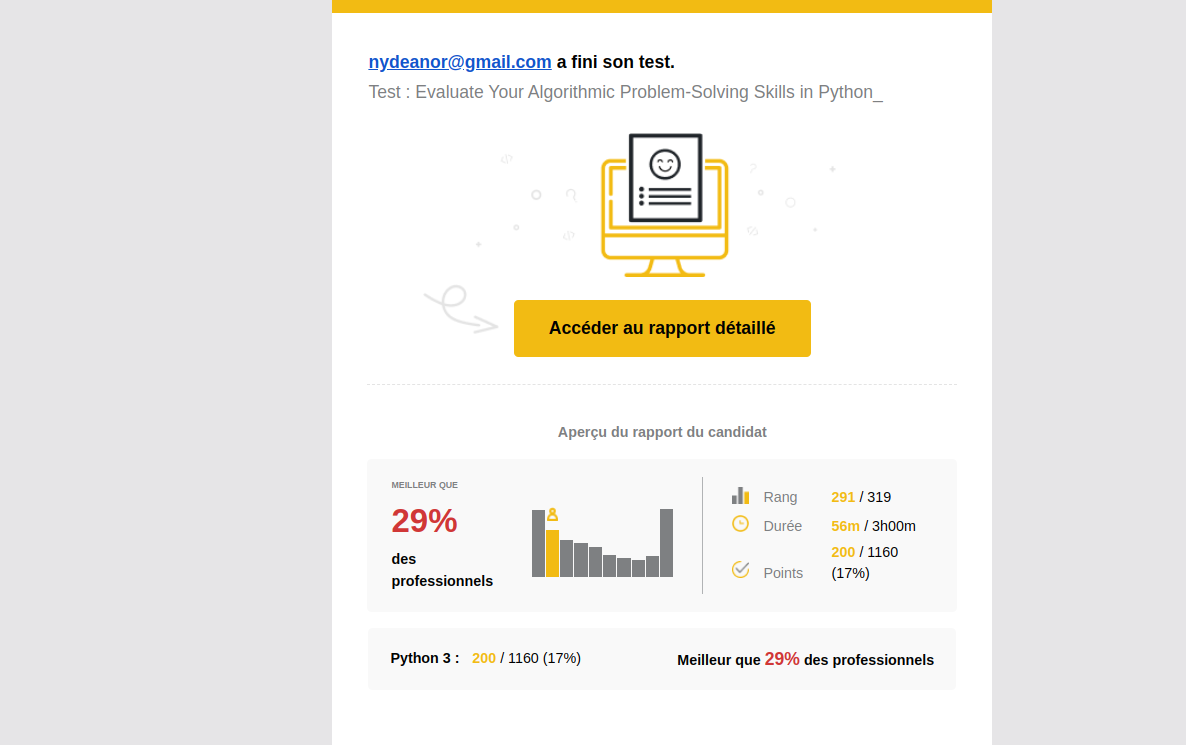 nydeanor@gmail.com a fini son test.
Test : Evaluate Your Algorithmic Problem-Solving Skills in Python_
Accéder au rapport détaillé
Aperçu du rapport du candidat
MEILLEUR QUE
29%
des
professionnels
Rang 291 / 319
Durée 56m / 3h00m
Points 200 / 1160
(17%)
Python 3 : 200 / 1160 (17%)
Meilleur que 29% des professionnels